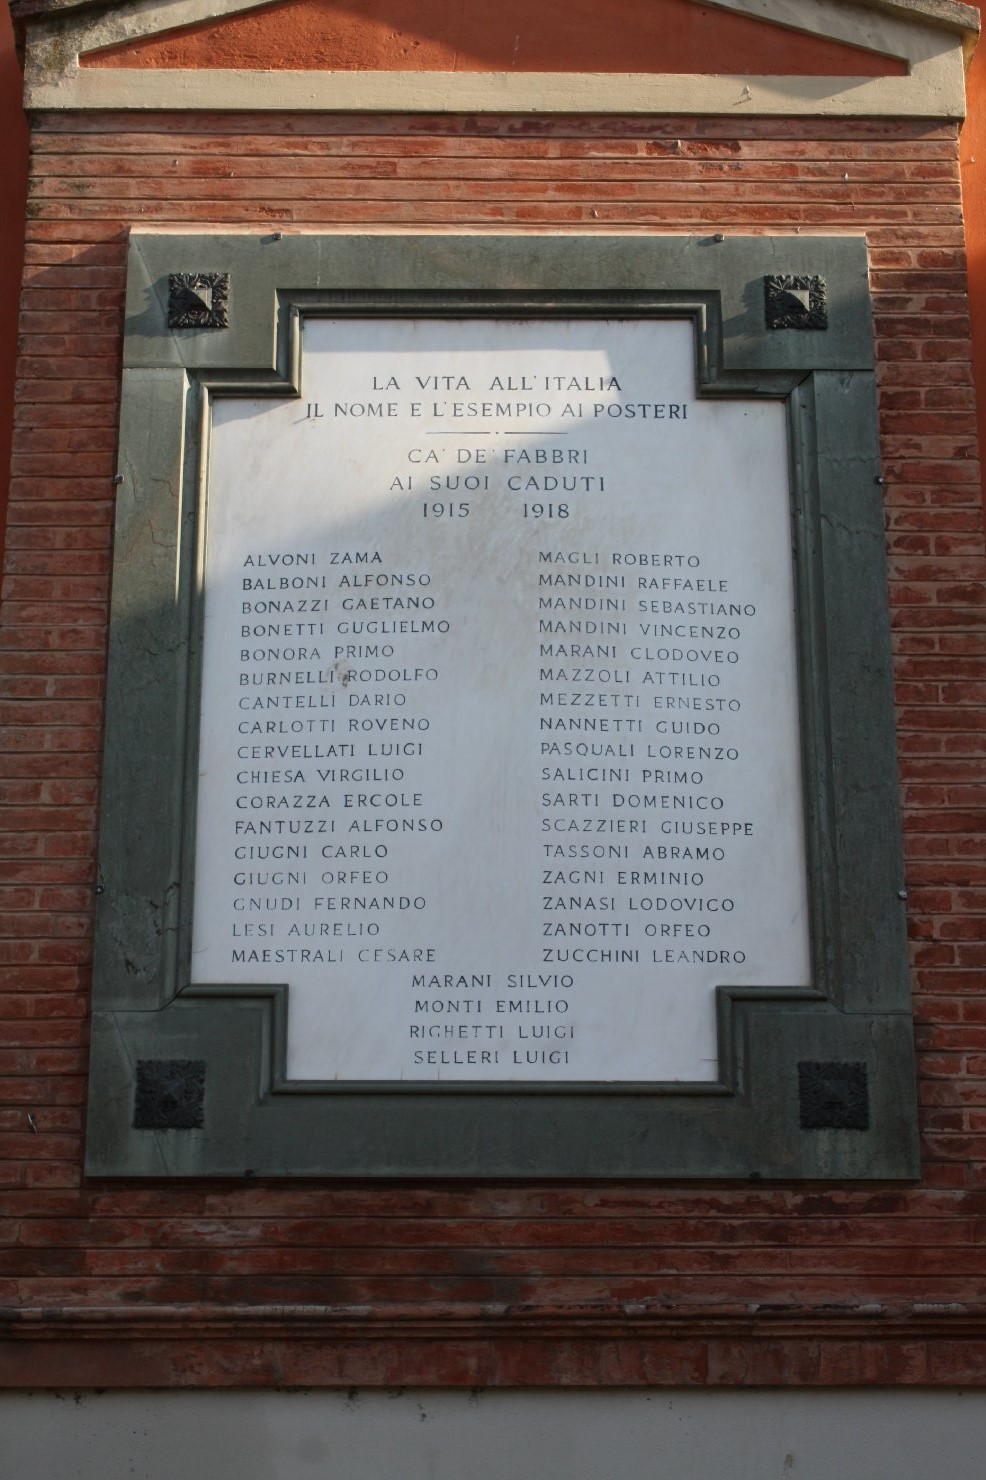 LA VITA ALL'ITALIA
IL NOME E L'ESEMPIO AI POSTERI
CA' DE' FABBRI
AI SUOI CADUTI
1915 1918
ALVONI ZAMA
BALBONI ALFONSO
BONAZZI GAETANO
BONETTI GUGLIELMO
BONORA PRIMO
BURNELLI RODOLFO
CANTELLI DARIO
CARLOTTI ROVENO
CERVELLATI LUIGI
CHIESA VIRGILIO
CORAZZA ERCOLE
FANTUZZI ALFONSO
GIUGNI CARLO
GIUGNI ORFEO
GNUDI FERNANDO
LESI AURELIO
MAESTRALI CESARE
MAGLI ROBERTO
MANDINI RAFFAELE
MANDINI SEBASTIANO
MANDINI VINCENZO
MARANI CLODOVEO
MAZZOLI ATTILIO
MEZZETTI ERNESTO
NANNETTI GUIDO
PASQUALI LORENZO
SALICINI PRIMO
SARTI DOMENICO
SCAZZIERI GIUSEPPE
TASSONI ABRAMO
ZAGNI ERMINIO
ZANASI LODOVICO
ZANOTTI ORFEO
ZUCCHINI LEANDRO
MARANI SILVIO
MONTI EMILIO
RIGHETTI LUIGI
SELLERI LUIGI